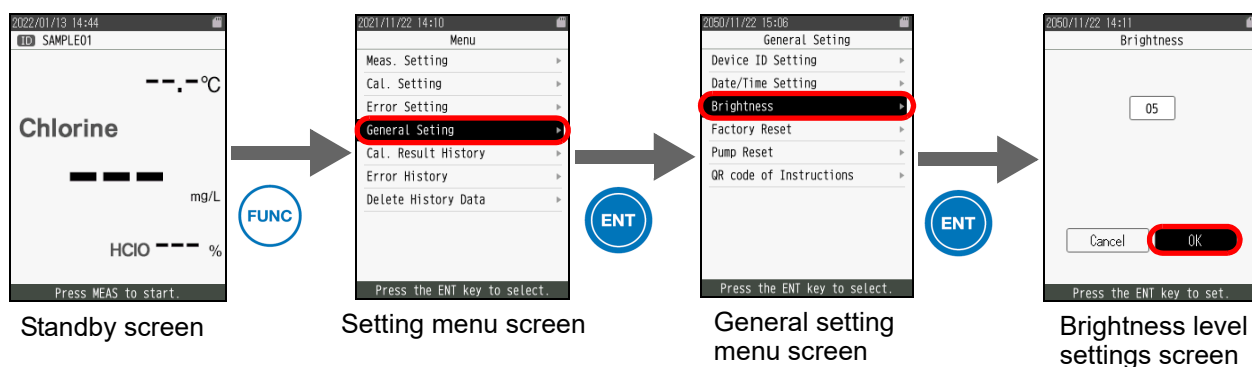 2022/01/13 14:44
ID SAMPLE01
--.-℃
Chlorine
---
mg/L
HClO --- %
Press MEAS to start.
Standby screen
FUNC
2021/11/22 14:10
Menu
Meas. Setting
Cal. Setting
Error Setting
General Seting
Cal. Result History
Error History
Delete History Data
Press the ENT key to select.
Setting menu screen
ENT
2050/11/22 15:06
General Seting
Device ID Setting
Date/Time Setting
Brightness
Factory Reset
Pump Reset
QR code of Instructions
Press the ENT key to select.
General setting
menu screen
ENT
2050/11/22 14:11
Brightness
05
Cancel OK
Press the ENT key to set.
Brightness level
settings screen